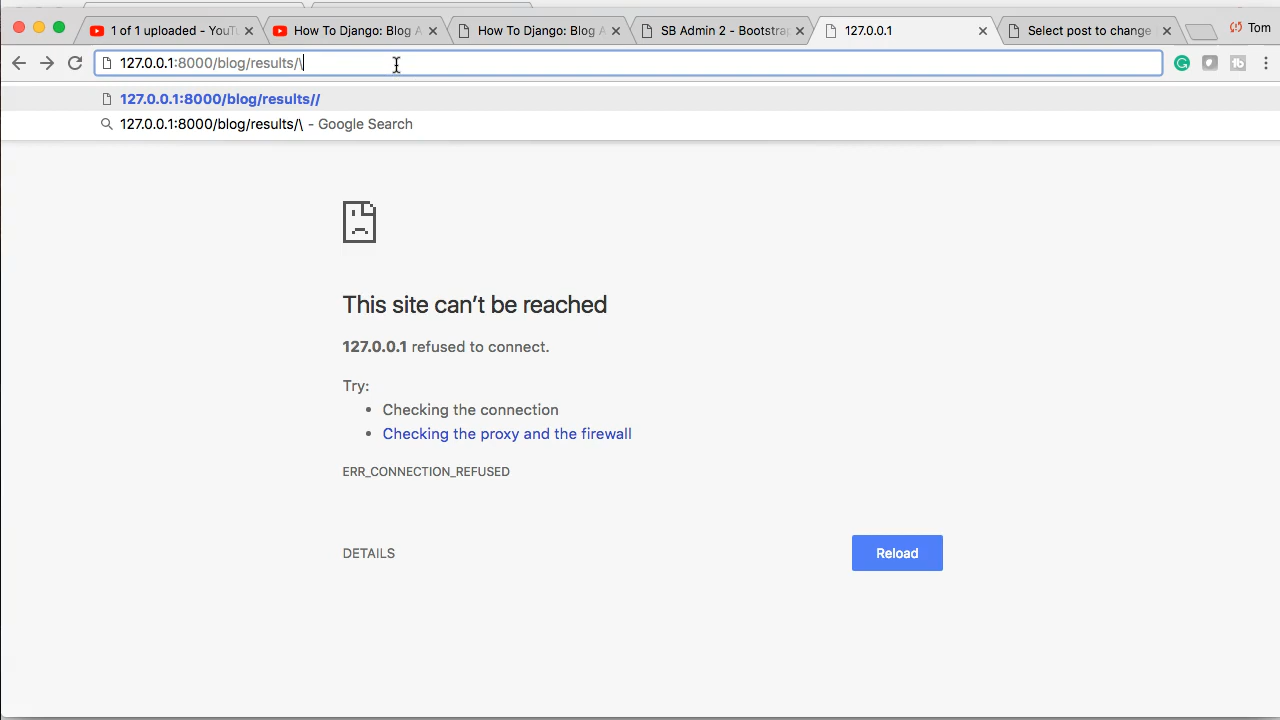 1 of 1 uploaded - YouT
How To Django: Blog A
How To Django: Blog A
SB Admin 2 - Bootstra
127.0.0.1
Select post to change
Tom
127.0.0.1:8000/blog/results/\
127.0.0.1:8000/blog/results//
127.0.0.1:8000/blog/results/\ - Google Search
This site can't be reached
127.0.0.1 refused to connect.
Try:
• Checking the connection
• Checking the proxy and the firewall
ERR_CONNECTION_REFUSED
DETAILS
Reload